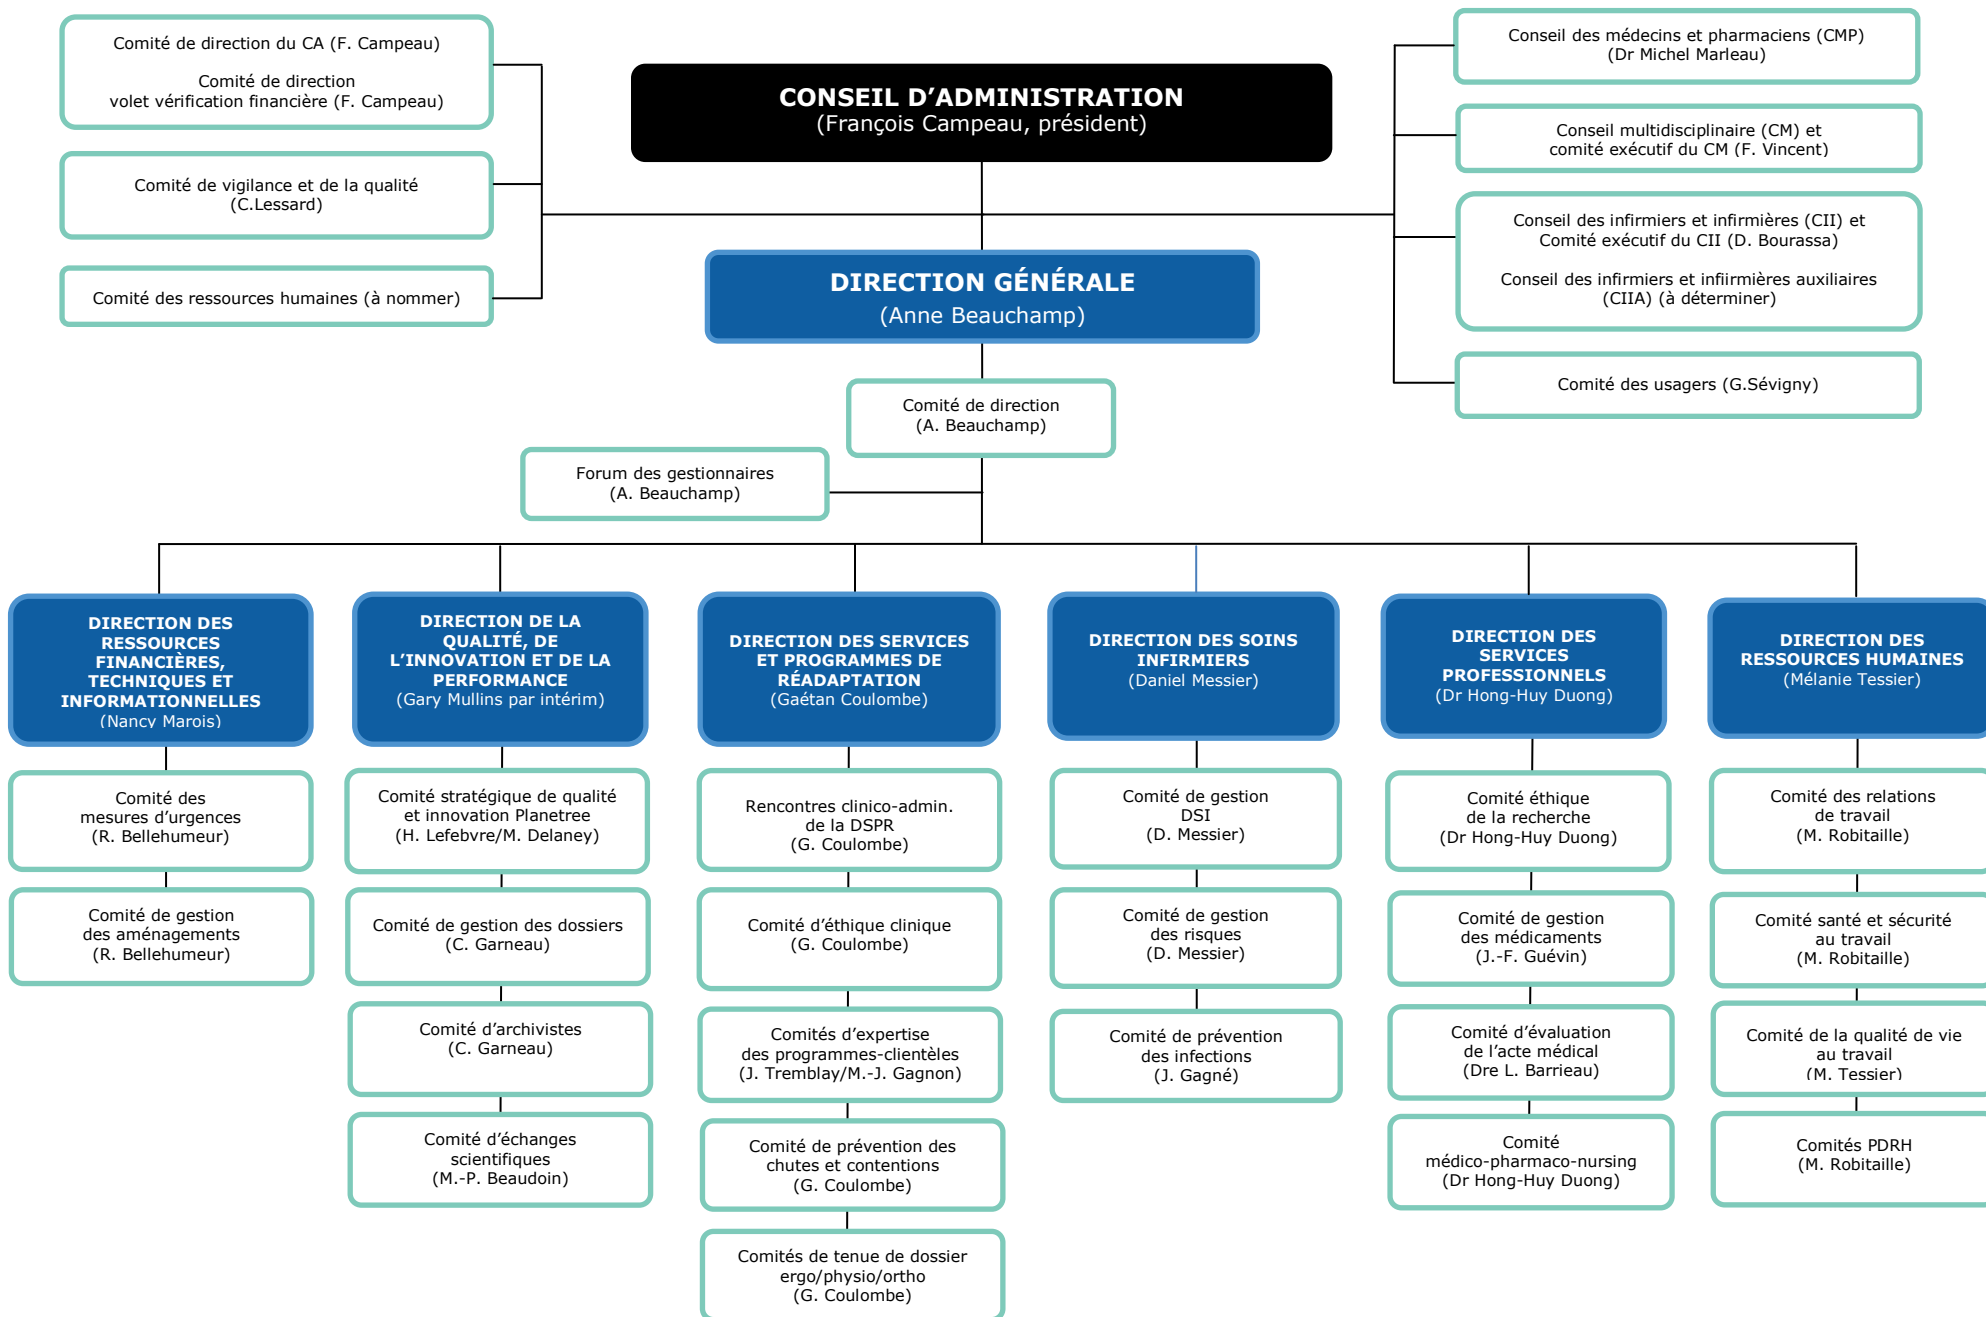 Comité de direction du CA (F. Campeau)
Comité de direction
volet vérification financière (F. Campeau)
Comité de vigilance et de la qualité
(C.Lessard)
Comité des ressources humaines (à nommer)
CONSEIL D’ADMINISTRATION
(François Campeau, président)
Conseil des médecins et pharmaciens (CMP)
(Dr Michel Marleau)
Conseil multidisciplinaire (CM) et
comité exécutif du CM (F. Vincent)
Conseil des infirmiers et infirmières (CII) et
Comité exécutif du CII (D. Bourassa)
Conseil des infirmiers et infiirmières auxiliaires
(CIIA) (à déterminer)
Comité des usagers (G.Sévigny)
DIRECTION GÉNÉRALE
(Anne Beauchamp)
Comité de direction
(A. Beauchamp)
Forum des gestionnaires
(A. Beauchamp)
DIRECTION DES
RESSOURCES
FINANCIÈRES,
TECHNIQUES ET
INFORMATIONNELLES
(Nancy Marois)
Comité des
mesures d’urgences
(R. Bellehumeur)
Comité de gestion
des aménagements
(R. Bellehumeur)
DIRECTION DE LA
QUALITÉ, DE
L’INNOVATION ET DE LA
PERFORMANCE
(Gary Mullins par intérim)
Comité stratégique de qualité
et innovation Planetree
(H. Lefebvre/M. Delaney)
Comité de gestion des dossiers
(C. Garneau)
Comité d’archivistes
(C. Garneau)
Comité d’échanges
scientifiques
(M.-P. Beaudoin)
DIRECTION DES SERVICES
ET PROGRAMMES DE
RÉADAPTATION
(Gaétan Coulombe)
Rencontres clinico-admin.
de la DSPR
(G. Coulombe)
Comité d’éthique clinique
(G. Coulombe)
Comités d’expertise
des programmes-clientèles
(J. Tremblay/M.-J. Gagnon)
Comité de prévention des
chutes et contentions
(G. Coulombe)
Comités de tenue de dossier
ergo/physio/ortho
(G. Coulombe)
DIRECTION DES SOINS
INFIRMIERS
(Daniel Messier)
Comité de gestion
DSI
(D. Messier)
Comité de gestion
des risques
(D. Messier)
Comité de prévention
des infections
(J. Gagné)
DIRECTION DES
SERVICES
PROFESSIONNELS
(Dr Hong-Huy Duong)
Comité éthique
de la recherche
(Dr Hong-Huy Duong)
Comité de gestion
des médicaments
(J.-F. Guévin)
Comité d’évaluation
de l’acte médical
(Dre L. Barrieau)
Comité
médico-pharmaco-nursing
(Dr Hong-Huy Duong)
DIRECTION DES
RESSOURCES HUMAINES
(Mélanie Tessier)
Comité des relations
de travail
(M. Robitaille)
Comité santé et sécurité
au travail
(M. Robitaille)
Comité de la qualité de vie
au travail
(M. Tessier)
Comités PDRH
(M. Robitaille)